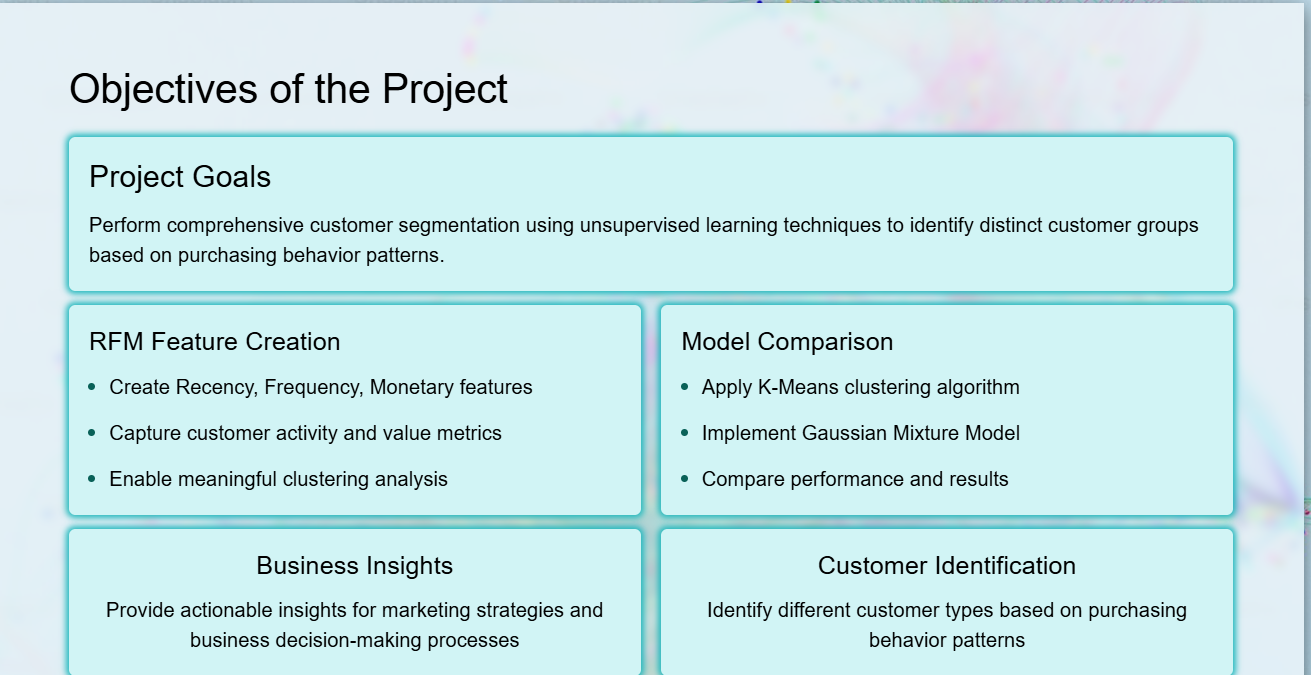 Objectives of the Project
Project Goals
Perform comprehensive customer segmentation using unsupervised learning techniques to identify distinct customer groups
based on purchasing behavior patterns.
RFM Feature Creation
• Create Recency, Frequency, Monetary features
• Capture customer activity and value metrics
• Enable meaningful clustering analysis
Model Comparison
• Apply K-Means clustering algorithm
• Implement Gaussian Mixture Model
• Compare performance and results
Business Insights
Provide actionable insights for marketing strategies and
business decision-making processes
Customer Identification
Identify different customer types based on purchasing
behavior patterns